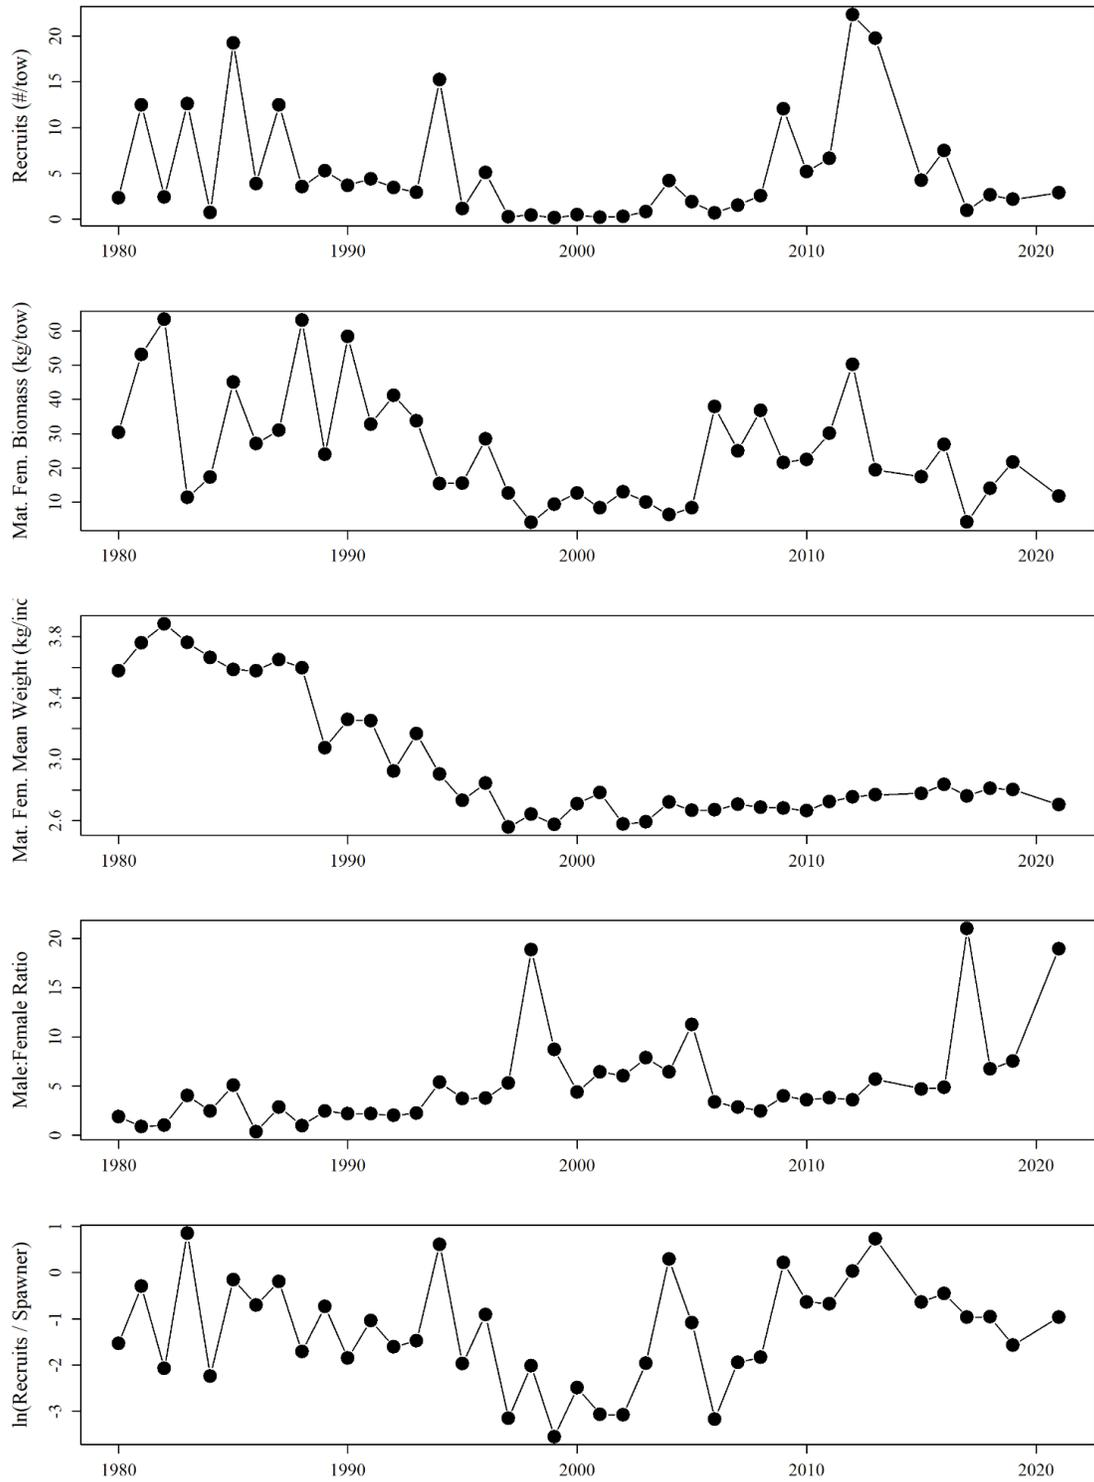 Recruits (#/tow)
0 5 10 15 20
1980 1990 2000 2010 2020
Mat. Fem. Biomass (kg/tow)
10 20 30 40 50 60
1980 1990 2000 2010 2020
Mat. Fem. Mean Weight (kg/inc
2.6 3.0 3.4 3.8
1980 1990 2000 2010 2020
Male:Female Ratio
0 5 10 15 20
1980 1990 2000 2010 2020
ln(Recruits / Spawner)
-3 -2 -1 0 1
1980 1990 2000 2010 2020